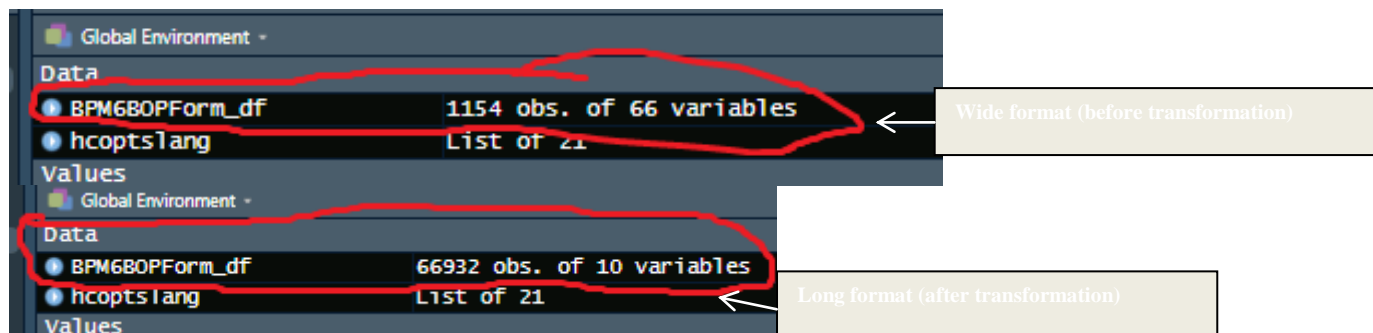 Global Environment
Data
BPM6BOPForm_df 1154 obs. of 66 variables
Wide format (before transformation)
hcoptslang List of 21
Values
Global Environment
Data
BPM6BOPForm_df 66932 obs. of 10 variables
hcoptslang List of 21
Long format (after transformation)
Values